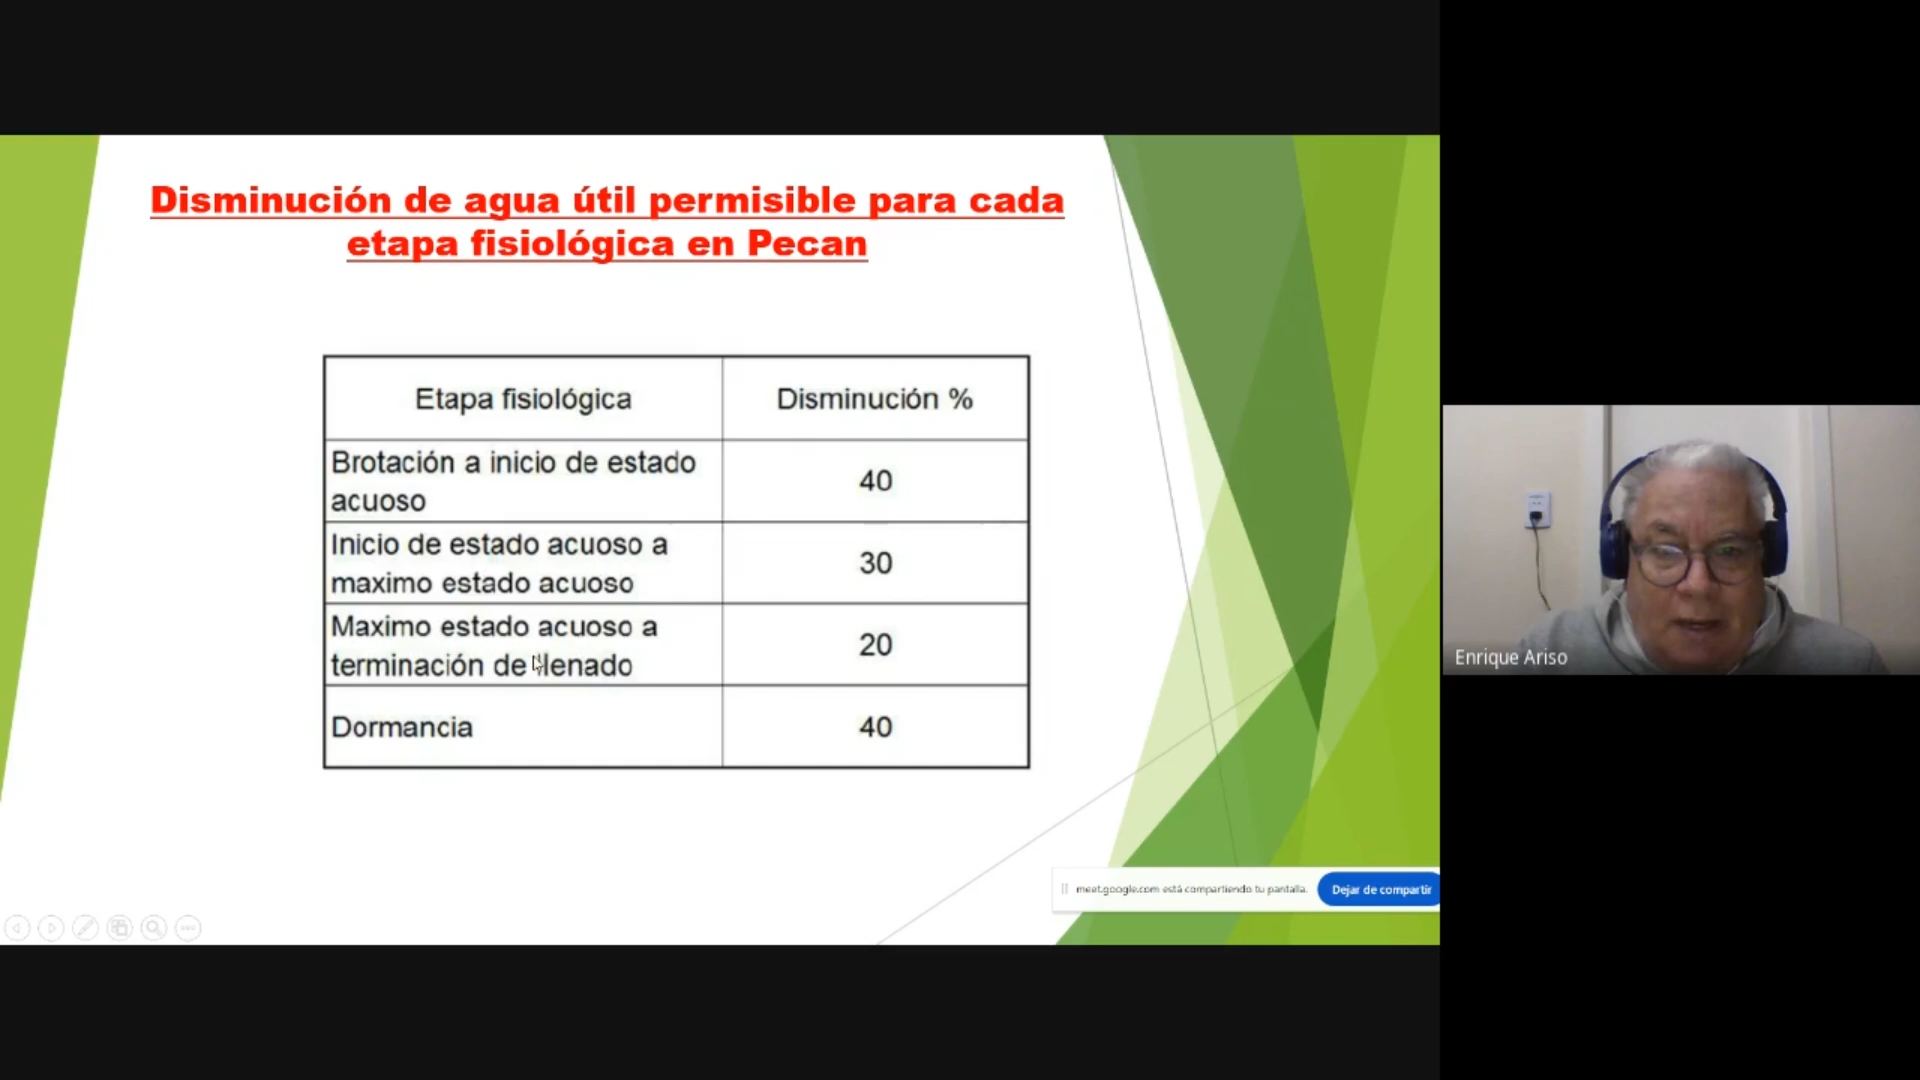 Disminución de agua útil permisible para cada
etapa fisiológica en Pecan
Etapa fisiológica
Disminución %
Brotación a inicio de estado
acuoso
40
Inicio de estado acuoso a
maximo estado acuoso
30
Maximo estado acuoso a
terminación de llenado
20
Dormancia
40
meet.google.com está compartiendo tu pantalla.
Dejar de compartir
Enrique Ariso